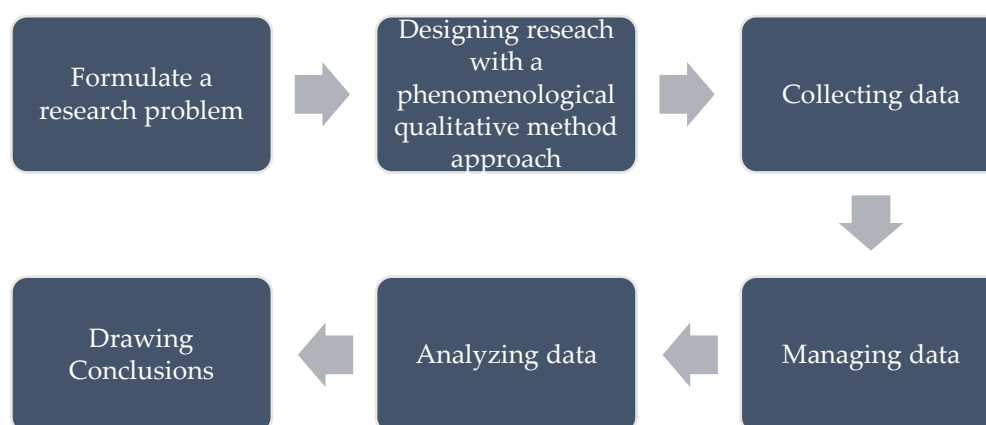 Formulate a
research problem
Designing reseach
with a
phenomenological
qualitative method
approach
Collecting data
Managing data
Analyzing data
Drawing
Conclusions